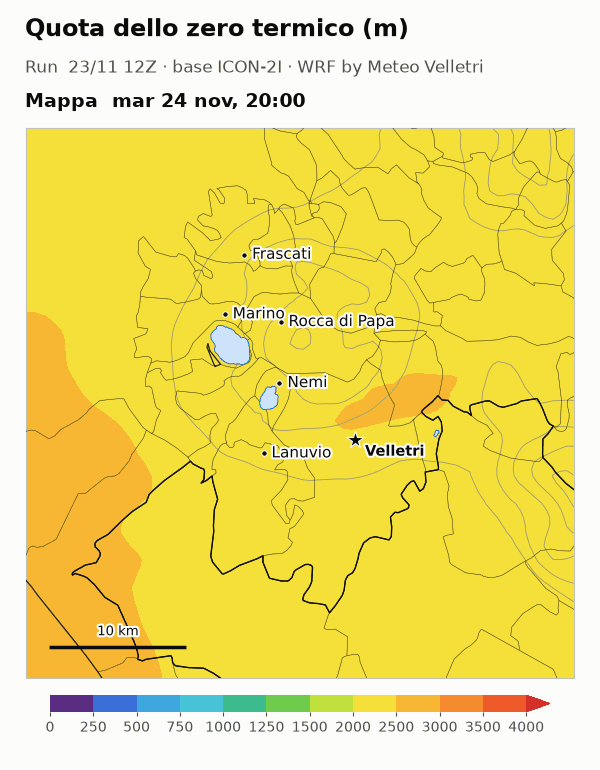 Quota dello zero termico (m)
Run  23/11 12Z · base ICON-2I · WRF by Meteo Velletri
Mappa  mar 24 nov, 20:00
Frascati
Marino
Rocca di Papa
Nemi
Velletri
Lanuvio
10 km
0 250 500 750 1000 1250 1500 2000 2500 3000 3500 4000